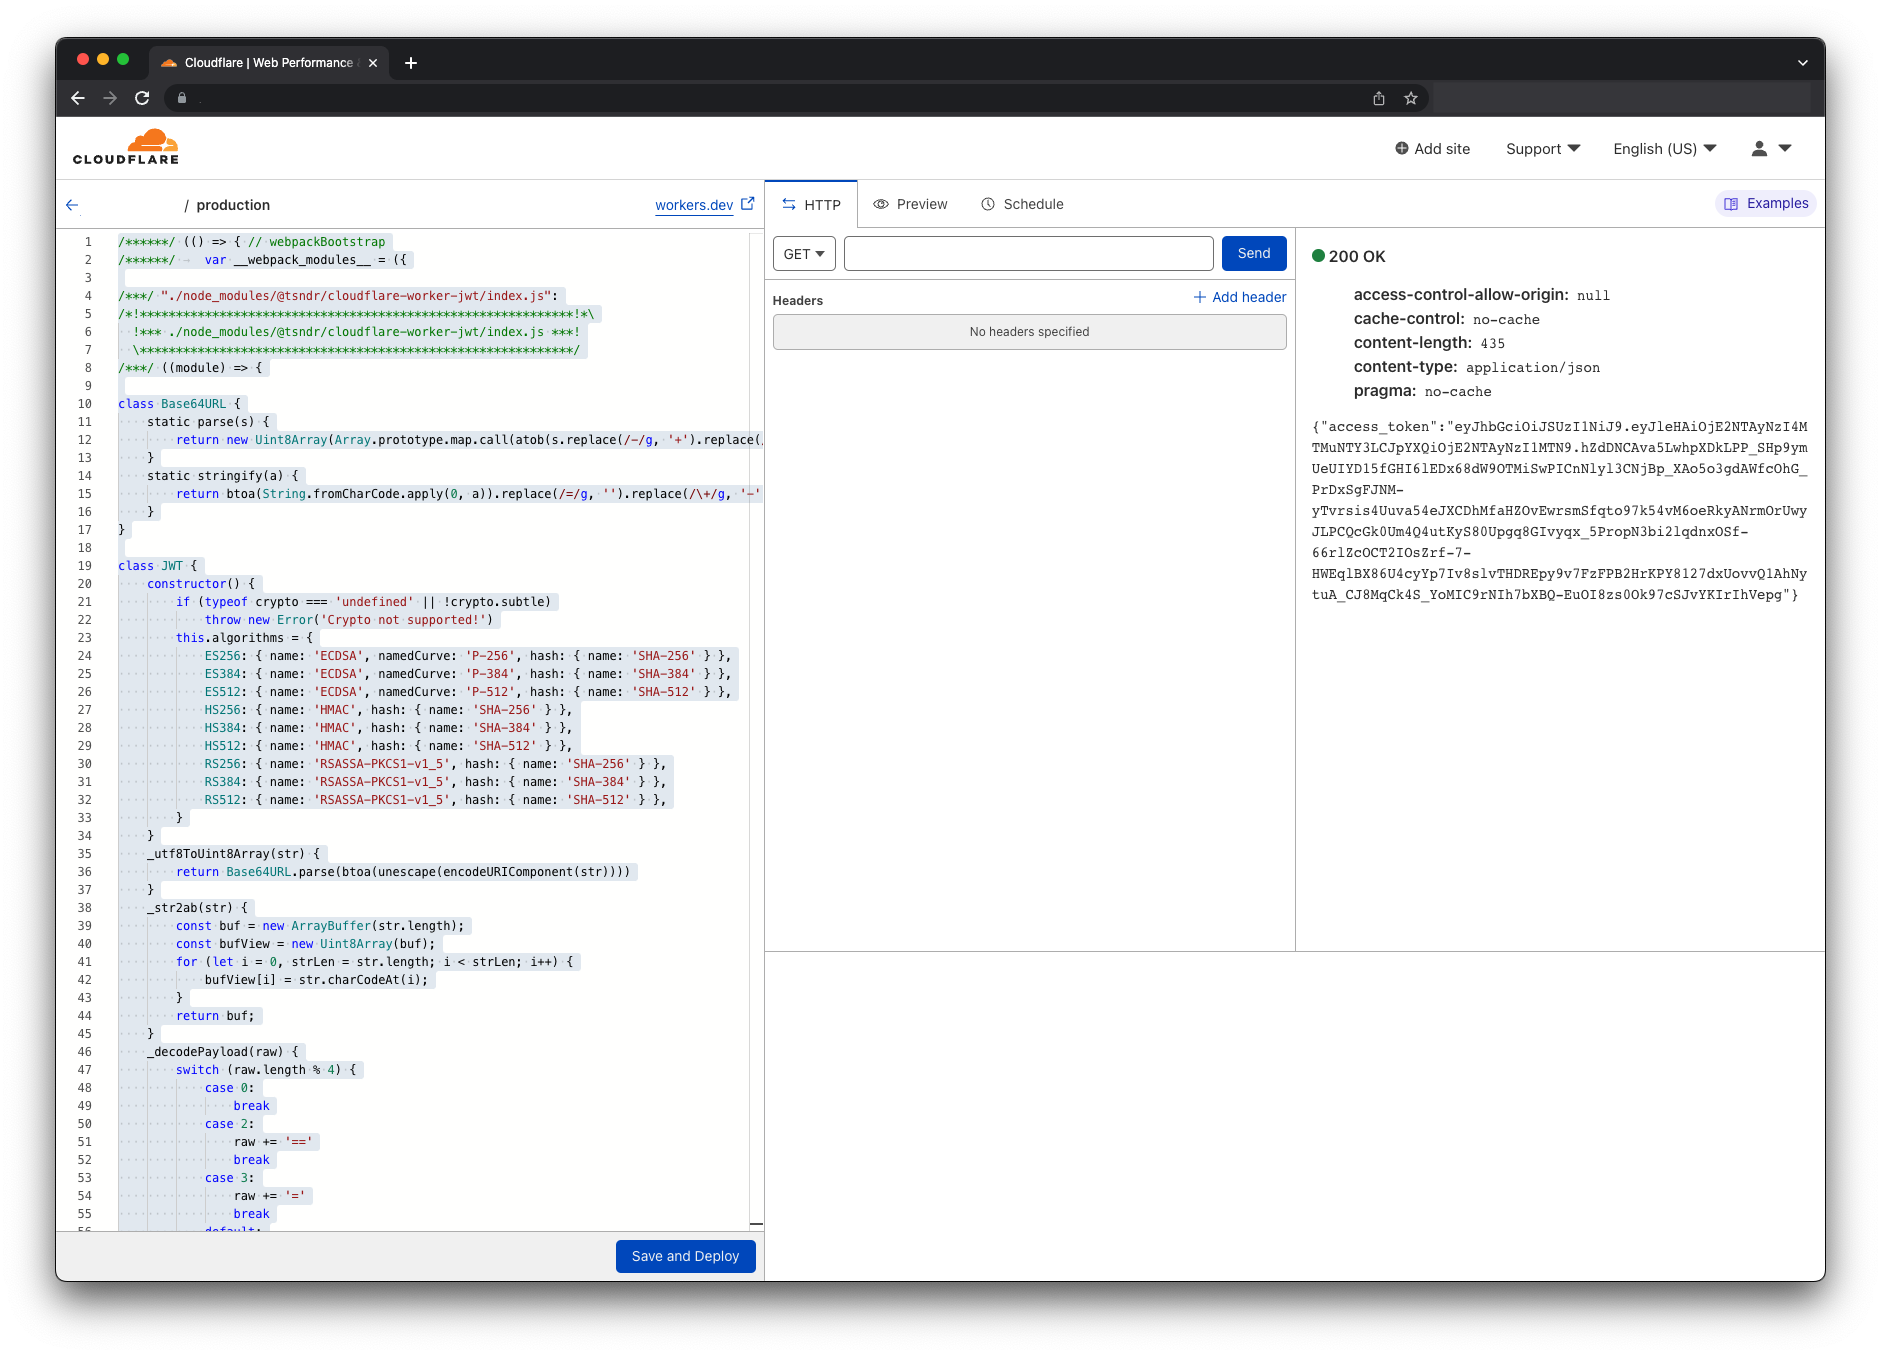 Cloudflare | Web Performance
CLOUDFLARE
Add site
Support
English (US)
/ production
workers.dev
HTTP
Preview
Schedule
Examples
1 /******/ (() => { // webpackBootstrap
2 /******/ → var __webpack_modules__ = ({
3
4 /***/ "./node_modules/@tsndr/cloudflare-worker-jwt/index.js":
5 /*!************************************************************!*\
6 !*** ./node_modules/@tsndr/cloudflare-worker-jwt/index.js ***!
7 \************************************************************/
8 /***/ ((module) => {
9
10 class Base64URL {
11 static parse(s) {
12 return new Uint8Array(Array.prototype.map.call(atob(s.replace(/-/g, '+').replace(
13 }
14 static stringify(a) {
15 return btoa(String.fromCharCode.apply(0, a)).replace(/=/g, '').replace(/\+/g, '-'
16 }
17 }
18
19 class JWT {
20 constructor() {
21 if (typeof crypto === 'undefined' || !crypto.subtle)
22 throw new Error('Crypto not supported!')
23 this.algorithms = {
24 ES256: { name: 'ECDSA', namedCurve: 'P-256', hash: { name: 'SHA-256' } },
25 ES384: { name: 'ECDSA', namedCurve: 'P-384', hash: { name: 'SHA-384' } },
26 ES512: { name: 'ECDSA', namedCurve: 'P-512', hash: { name: 'SHA-512' } },
27 HS256: { name: 'HMAC', hash: { name: 'SHA-256' } },
28 HS384: { name: 'HMAC', hash: { name: 'SHA-384' } },
29 HS512: { name: 'HMAC', hash: { name: 'SHA-512' } },
30 RS256: { name: 'RSASSA-PKCS1-v1_5', hash: { name: 'SHA-256' } },
31 RS384: { name: 'RSASSA-PKCS1-v1_5', hash: { name: 'SHA-384' } },
32 RS512: { name: 'RSASSA-PKCS1-v1_5', hash: { name: 'SHA-512' } },
33 }
34 }
35 _utf8ToUint8Array(str) {
36 return Base64URL.parse(btoa(unescape(encodeURIComponent(str))))
37 }
38 _str2ab(str) {
39 const buf = new ArrayBuffer(str.length);
40 const bufView = new Uint8Array(buf);
41 for (let i = 0, strLen = str.length; i < strLen; i++) {
42 bufView[i] = str.charCodeAt(i);
43 }
44 return buf;
45 }
46 _decodePayload(raw) {
47 switch (raw.length % 4) {
48 case 0:
49 break
50 case 2:
51 raw += '=='
52 break
53 case 3:
54 raw += '='
55 break
56 default:
Save and Deploy
GET
Send
Headers
Add header
No headers specified
200 OK
access-control-allow-origin: null
cache-control: no-cache
content-length: 435
content-type: application/json
pragma: no-cache
{"access_token":"eyJhbGciOiJSUzI1NiJ9.eyJleHAiOjE2NTAyNzI4M
MTMuNTY3LCJpYXQiOjE2NTAyNzI1MTN9.hZdDNCAva5LwhpXDkLPP_SHp9ym
UeUIYD15fGHI6lEDx68dW9OTMiSwPICnNlyl3CNjBp_XAo5o3gdAWfcOhG_
PrDxSgFJNM-
yTvrsis4Uuva54eJXCDhMfaHZOvEwrsmSfqto97k54vM6oeRkyANrmOrUwy
JLPCQcGk0Um4Q4utKyS80Upgq8GIvyqx_5PropN3bi2lqdnxOSf-
66rlZcOCT2IOsZrf-7-
HWEqlBX86U4cyYp7Iv8slvTHDREpy9v7FzFPB2HrKPY8127dxUovvQ1AhNy
tuA_CJ8MqCk4S_YoMIC9rNIh7bXBQ-EuOI8zs0Ok97cSJvYKIrIhVepg"}